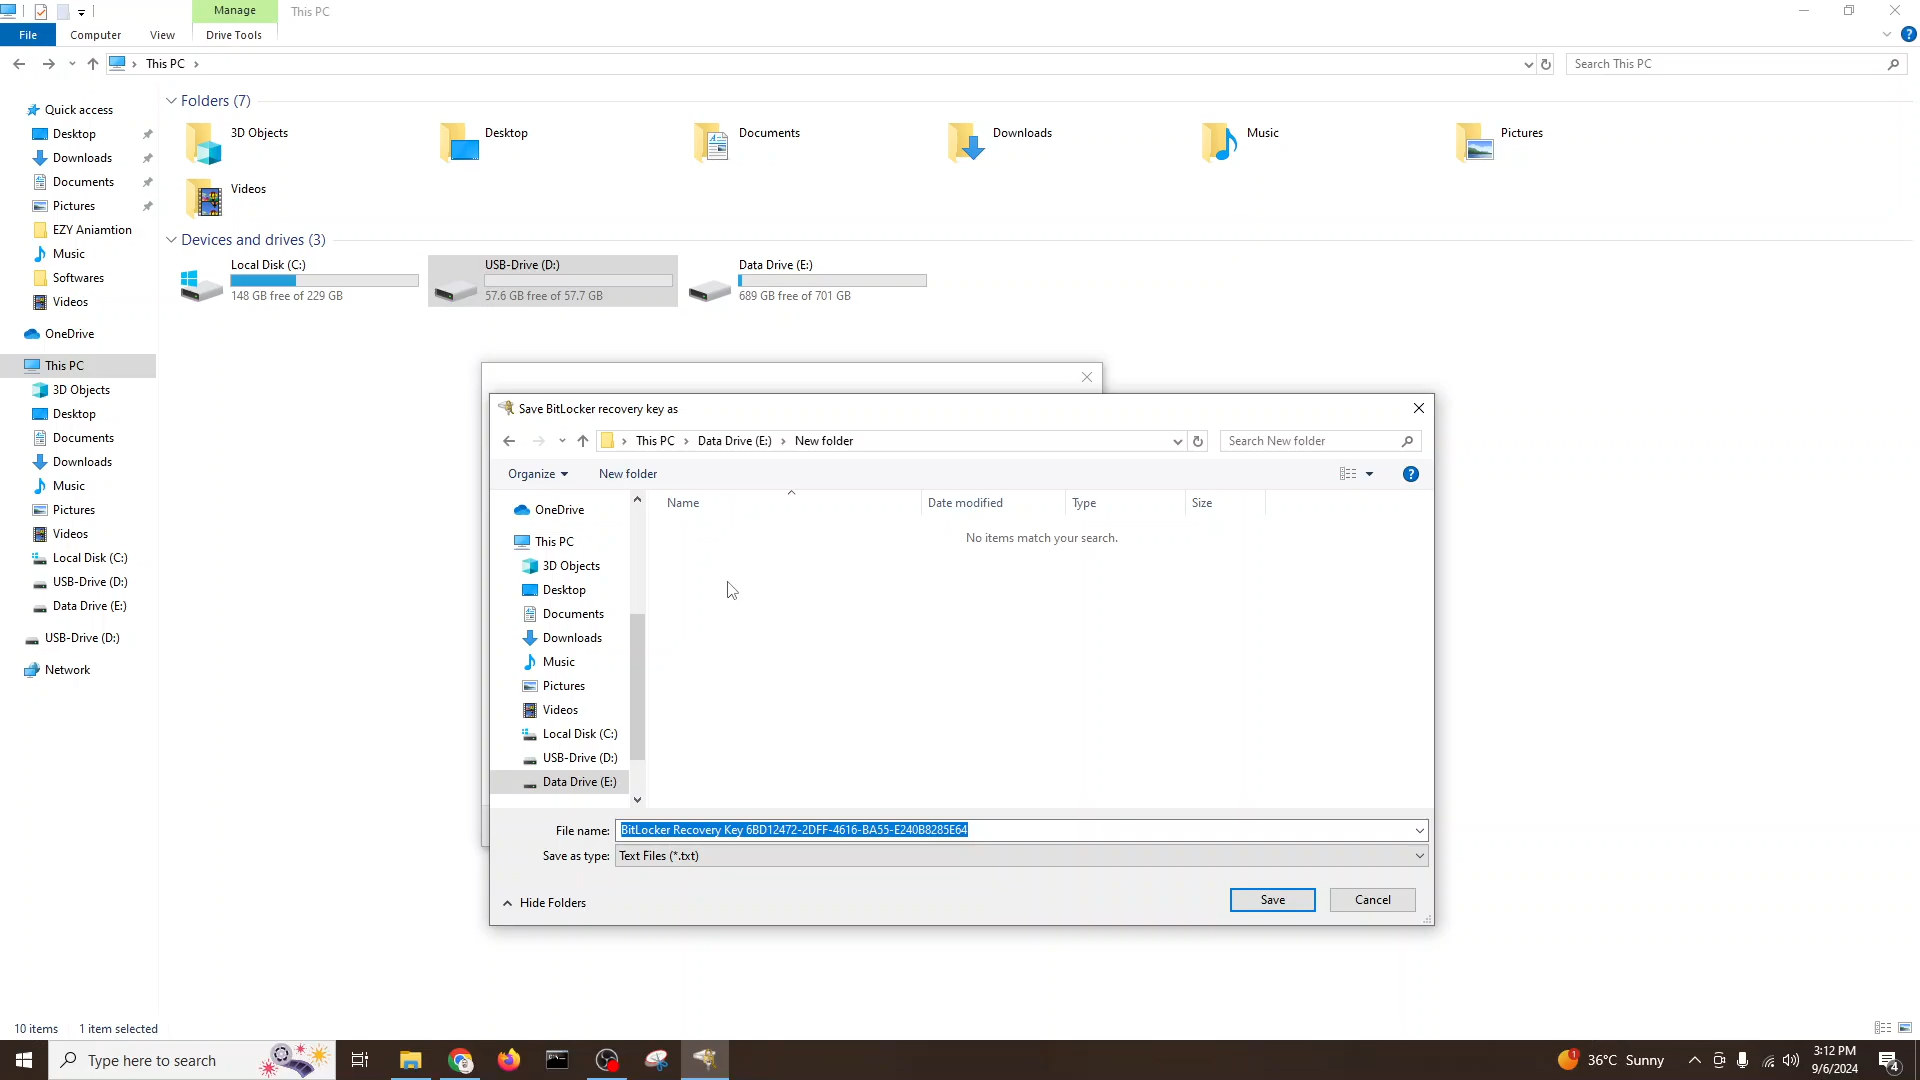 Manage
This PC
File
Computer
View
Drive Tools
This PC
Search This PC
Quick access
Desktop
Downloads
Documents
Pictures
EZY Aniamtion
Music
Softwares
Videos
OneDrive
This PC
3D Objects
Desktop
Documents
Downloads
Music
Pictures
Videos
Local Disk (C:)
USB-Drive (D:)
Data Drive (E:)
USB-Drive (D:)
Network
Folders (7)
3D Objects
Desktop
Documents
Downloads
Music
Pictures
Videos
Devices and drives (3)
Local Disk (C:)
148 GB free of 229 GB
USB-Drive (D:)
57.6 GB free of 57.7 GB
Data Drive (E:)
689 GB free of 701 GB
Save BitLocker recovery key as
This PC
Data Drive (E:)
New folder
Search New folder
Organize
New folder
OneDrive
This PC
3D Objects
Desktop
Documents
Downloads
Music
Pictures
Videos
Local Disk (C:)
USB-Drive (D:)
Data Drive (E:)
Name
Date modified
Type
Size
No items match your search.
File name:
BitLocker Recovery Key 6BD12472-2DFF-4616-BA55-E240B8285E64
Save as type:
Text Files (*.txt)
Hide Folders
Save
Cancel
10 items
1 item selected
Type here to search
1
36°C Sunny
3:12 PM
9/6/2024
4